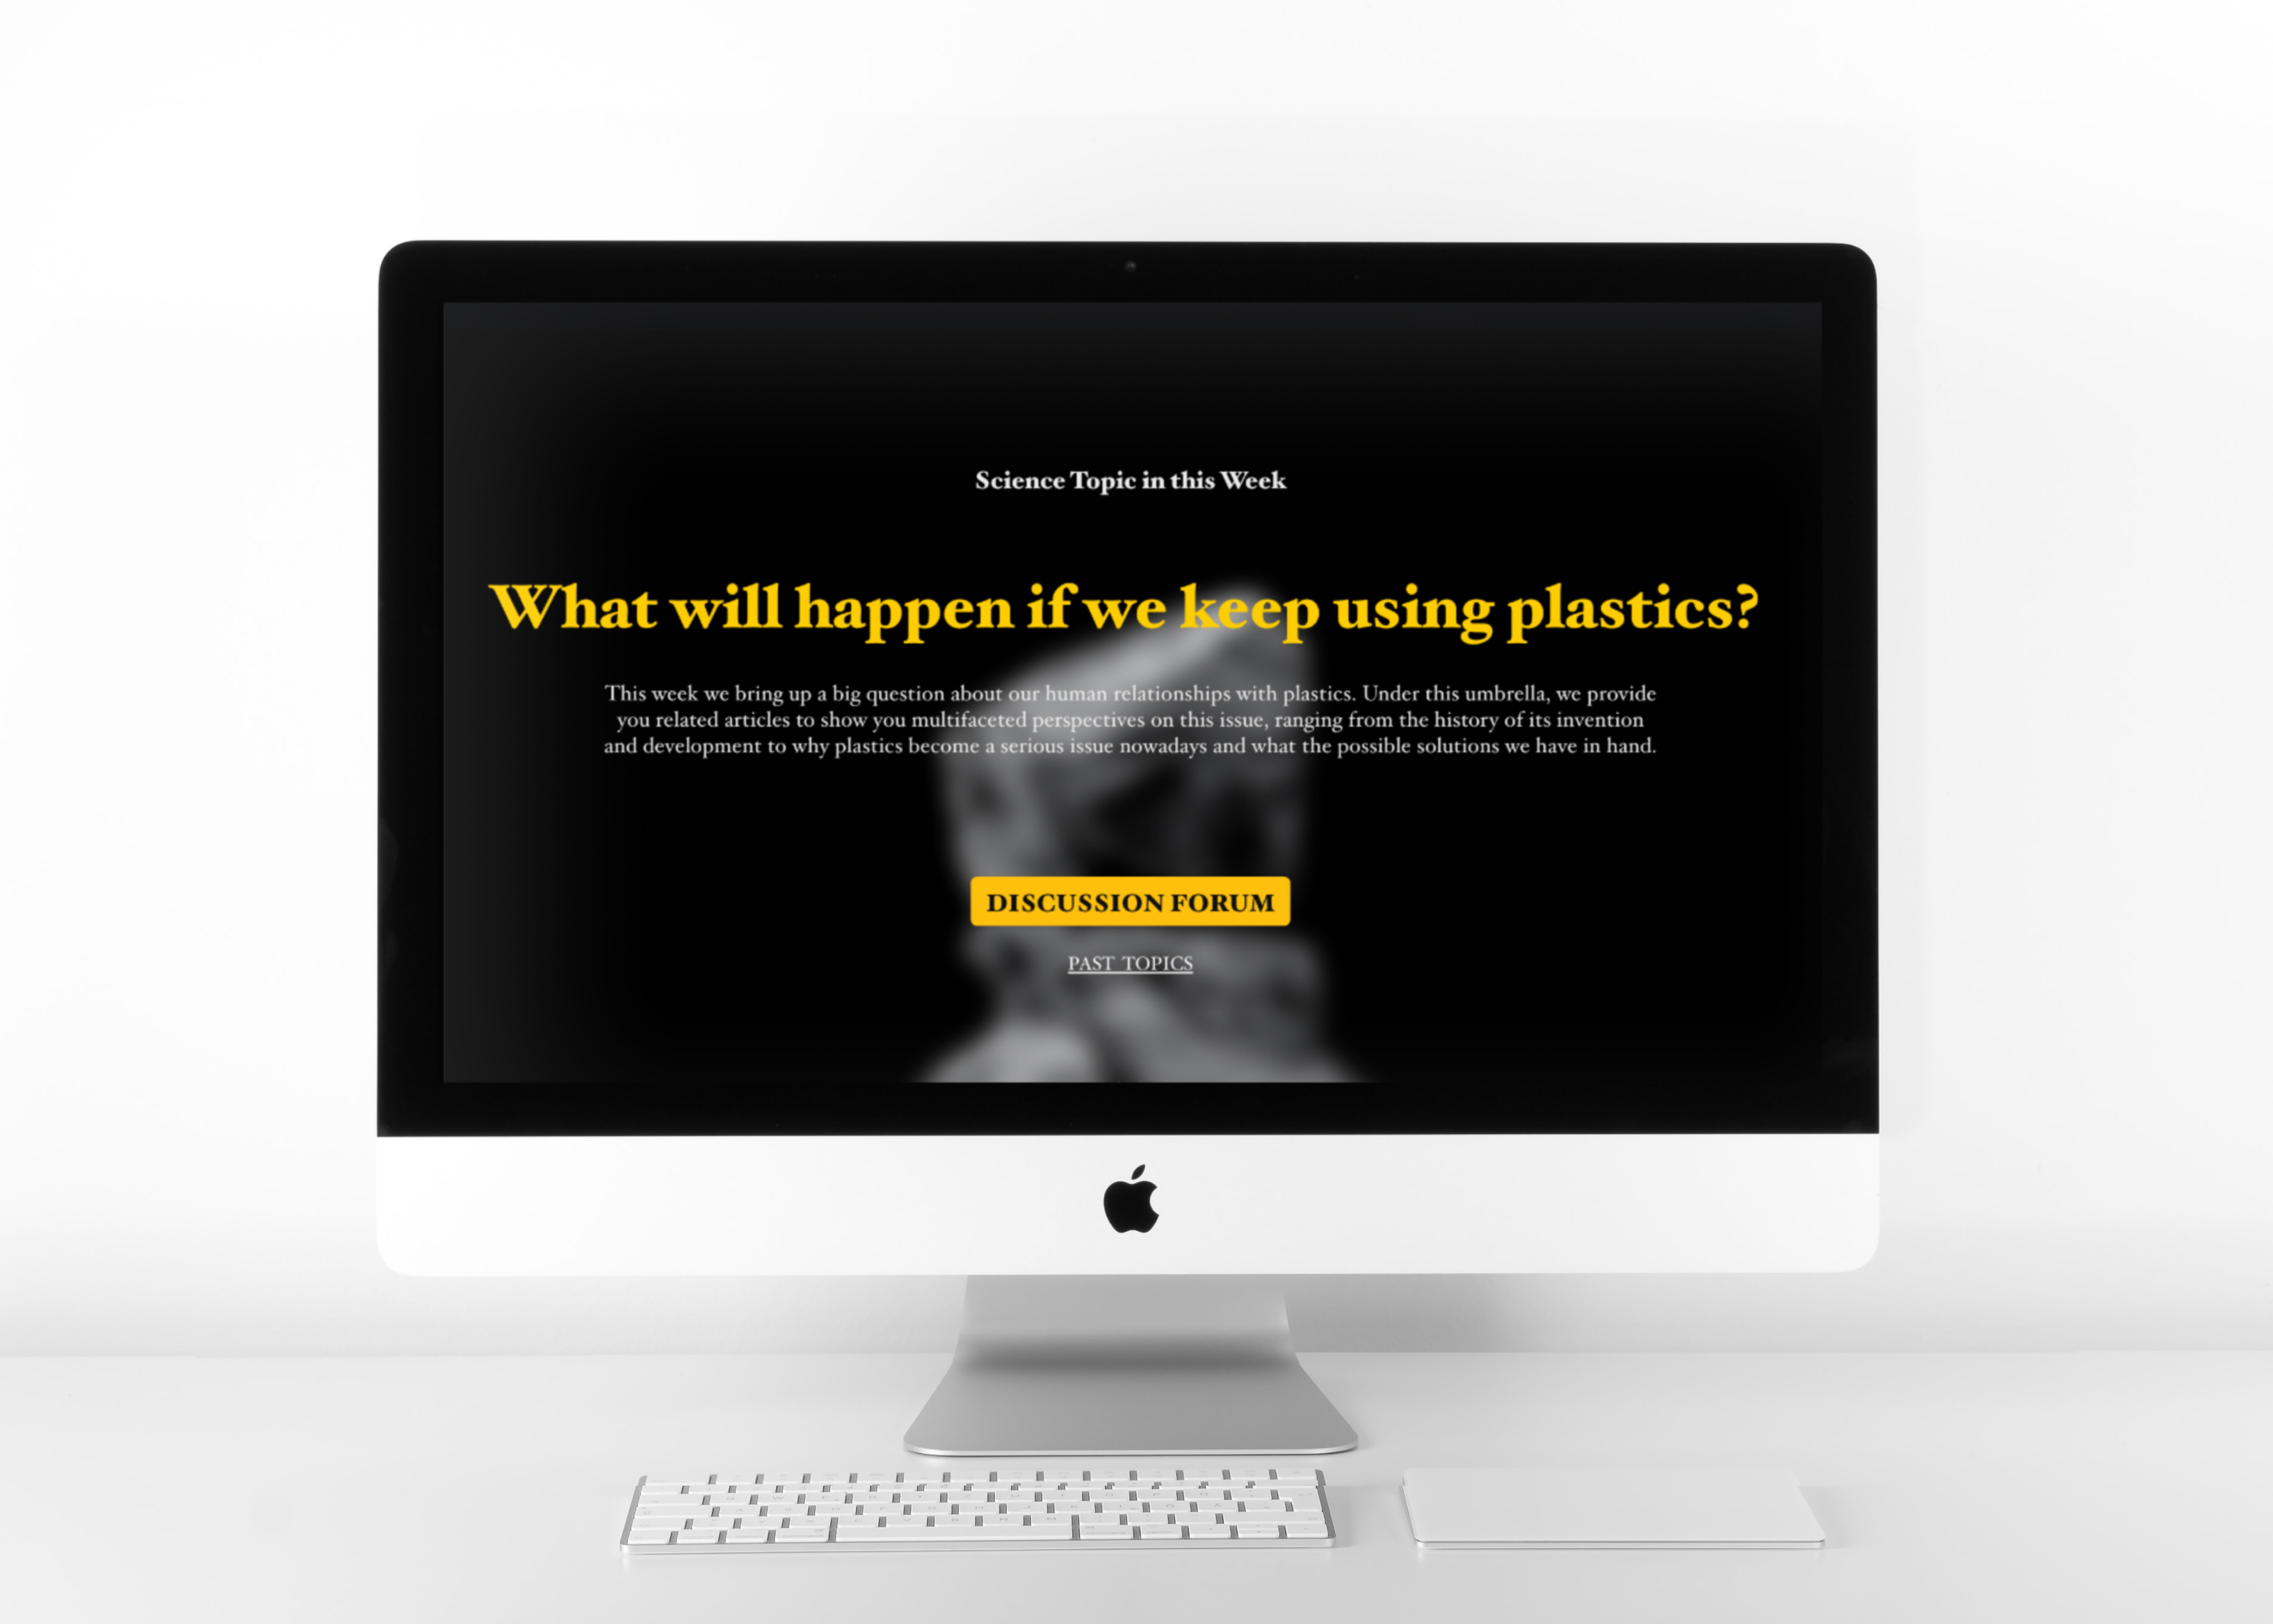 Science Topic in this Week
What will happen if we keep using plastics?
This week we bring up a big question about our human relationships with plastics. Under this umbrella, we provide
you related articles to show you multifaceted perspectives on this issue, ranging from the history of its invention
and development to why plastics become a serious issue nowadays and what the possible solutions we have in hand.
DISCUSSION FORUM
PAST TOPICS